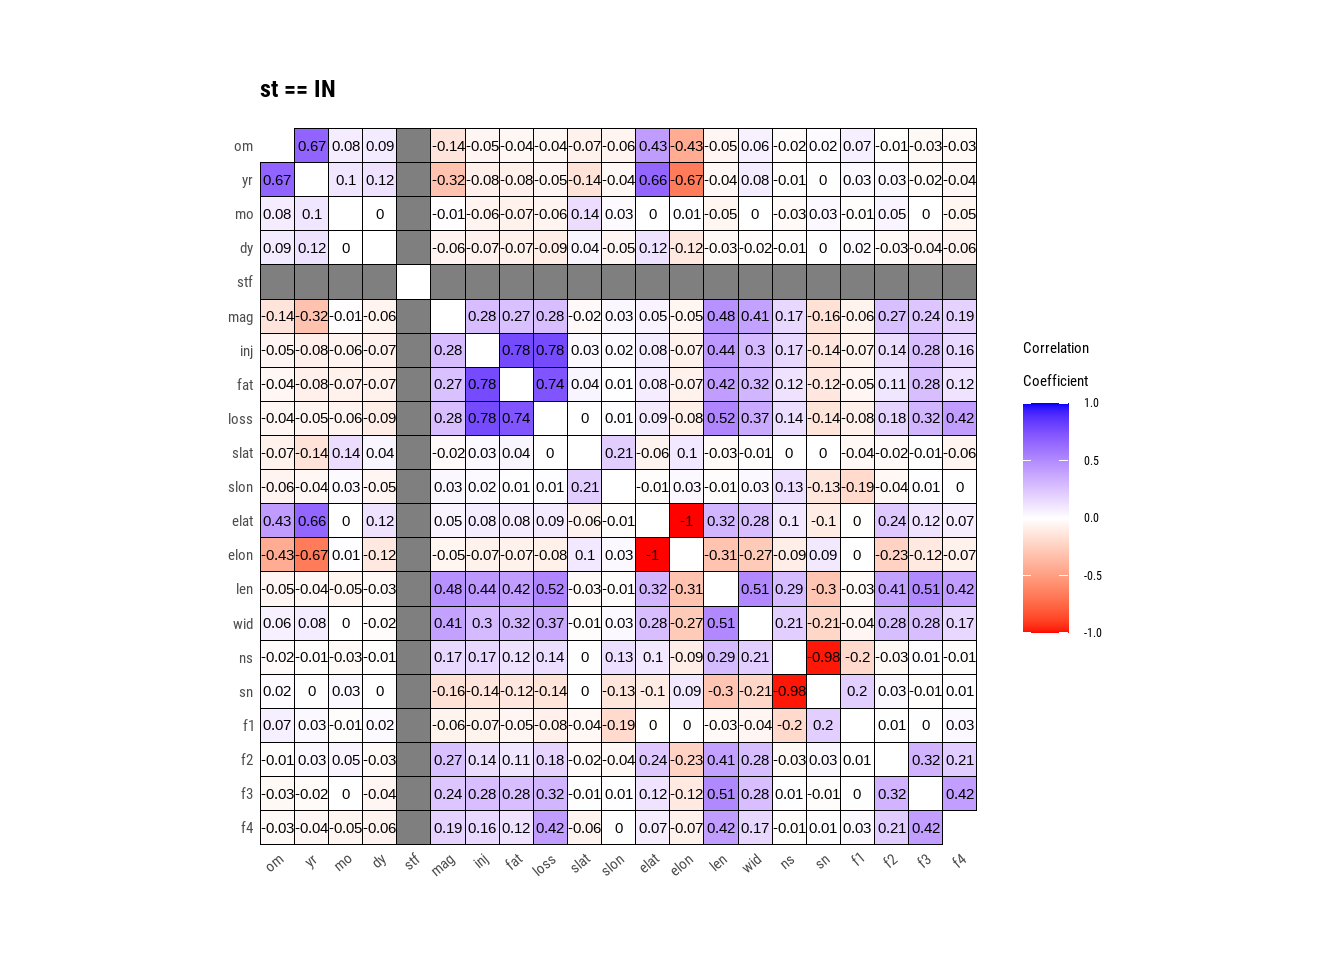 st == IN
om 0.67 0.08 0.09 -0.14 -0.05 -0.04 -0.04 -0.07 -0.06 0.43 -0.43 -0.05 0.06 -0.02 0.02 0.07 -0.01 -0.03 -0.03
yr 0.67 0.1 0.12 -0.32 -0.08 -0.08 -0.05 -0.14 -0.04 0.66 -0.67 -0.04 0.08 -0.01 0 0.03 0.03 -0.02 -0.04
mo 0.08 0.1 0 -0.01 -0.06 -0.07 -0.06 0.14 0.03 0 0.01 -0.05 0 -0.03 0.03 -0.01 0.05 0 -0.05
dy 0.09 0.12 0 -0.06 -0.07 -0.07 -0.09 0.04 -0.05 0.12 -0.12 -0.03 -0.02 -0.01 0 0.02 -0.03 -0.04 -0.06
stf
mag -0.14 -0.32 -0.01 -0.06 0.28 0.27 0.28 -0.02 0.03 0.05 -0.05 0.48 0.41 0.17 -0.16 -0.06 0.27 0.24 0.19
inj -0.05 -0.08 -0.06 -0.07 0.28 0.78 0.78 0.03 0.02 0.08 -0.07 0.44 0.3 0.17 -0.14 -0.07 0.14 0.28 0.16
fat -0.04 -0.08 -0.07 -0.07 0.27 0.78 0.74 0.04 0.01 0.08 -0.07 0.42 0.32 0.12 -0.12 -0.05 0.11 0.28 0.12
loss -0.04 -0.05 -0.06 -0.09 0.28 0.78 0.74 0 0.01 0.09 -0.08 0.52 0.37 0.14 -0.14 -0.08 0.18 0.32 0.42
slat -0.07 -0.14 0.14 0.04 -0.02 0.03 0.04 0 0.21 -0.06 0.1 -0.03 -0.01 0 0 -0.04 -0.02 -0.01 -0.06
slon -0.06 -0.04 0.03 -0.05 0.03 0.02 0.01 0.01 0.21 -0.01 0.03 -0.01 0.03 0.13 -0.13 -0.19 -0.04 0.01 0
elat 0.43 0.66 0 0.12 0.05 0.08 0.08 0.09 -0.06 -0.01 -1 0.32 0.28 0.1 -0.1 0 0.24 0.12 0.07
elon -0.43 -0.67 0.01 -0.12 -0.05 -0.07 -0.07 -0.08 0.1 0.03 -1 -0.31 -0.27 -0.09 0.09 0 -0.23 -0.12 -0.07
len -0.05 -0.04 -0.05 -0.03 0.48 0.44 0.42 0.52 -0.03 -0.01 0.32 -0.31 0.51 0.29 -0.3 -0.03 0.41 0.51 0.42
wid 0.06 0.08 0 -0.02 0.41 0.3 0.32 0.37 -0.01 0.03 0.28 -0.27 0.51 0.21 -0.21 -0.04 0.28 0.28 0.17
ns -0.02 -0.01 -0.03 -0.01 0.17 0.17 0.12 0.14 0 0.13 0.1 -0.09 0.29 0.21 -0.98 -0.2 -0.03 0.01 -0.01
sn 0.02 0 0.03 0 -0.16 -0.14 -0.12 -0.14 0 -0.13 -0.1 0.09 -0.3 -0.21 -0.98 0.2 0.03 -0.01 0.01
f1 0.07 0.03 -0.01 0.02 -0.06 -0.07 -0.05 -0.08 -0.04 -0.19 0 0 -0.03 -0.04 -0.2 0.2 0.01 0 0.03
f2 -0.01 0.03 0.05 -0.03 0.27 0.14 0.11 0.18 -0.02 -0.04 0.24 -0.23 0.41 0.28 -0.03 0.03 0.01 0.32 0.21
f3 -0.03 -0.02 0 -0.04 0.24 0.28 0.28 0.32 -0.01 0.01 0.12 -0.12 0.51 0.28 0.01 -0.01 0 0.32 0.42
f4 -0.03 -0.04 -0.05 -0.06 0.19 0.16 0.12 0.42 -0.06 0 0.07 -0.07 0.42 0.17 -0.01 0.01 0.03 0.21 0.42
om yr mo dy stf mag inj fat loss slat slon elat elon len wid ns sn f1 f2 f3 f4
Correlation
Coefficient
1.0
0.5
0.0
-0.5
-1.0